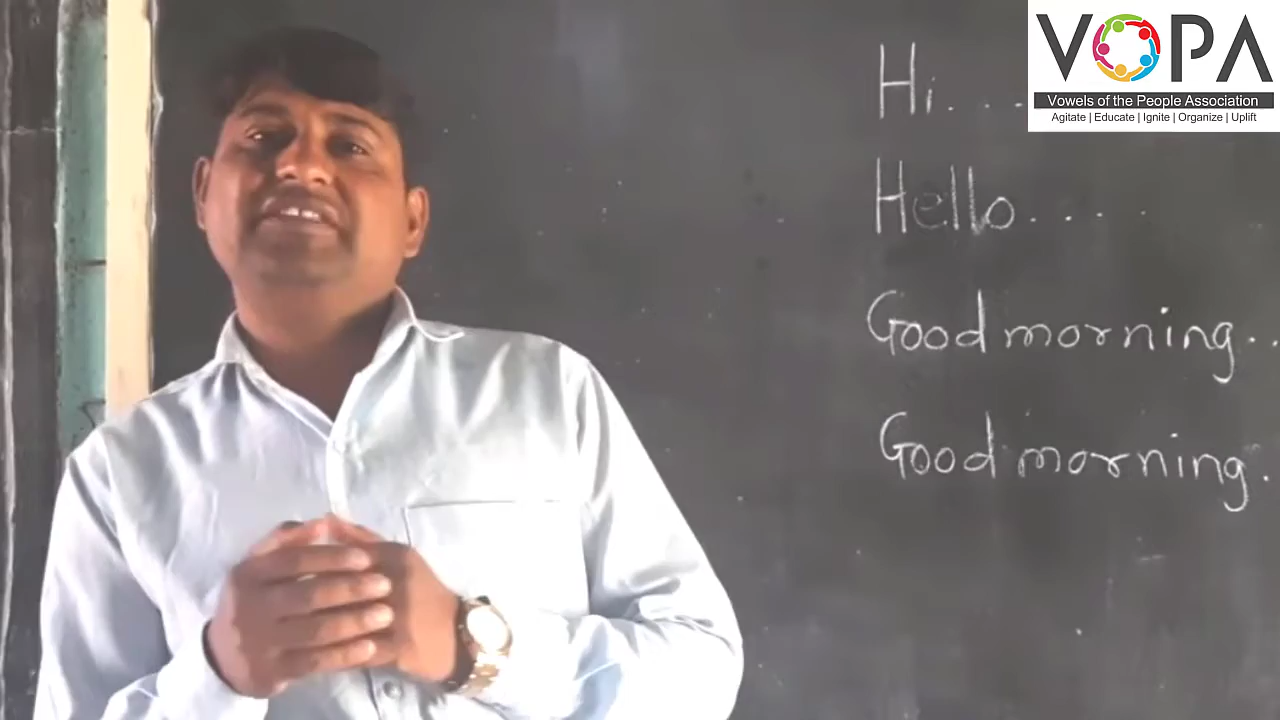 Hi....
Hello....
Good morning..
Good morning.
VOPA
Vowels of the People Association
Agitate | Educate | Ignite | Organize | Uplift